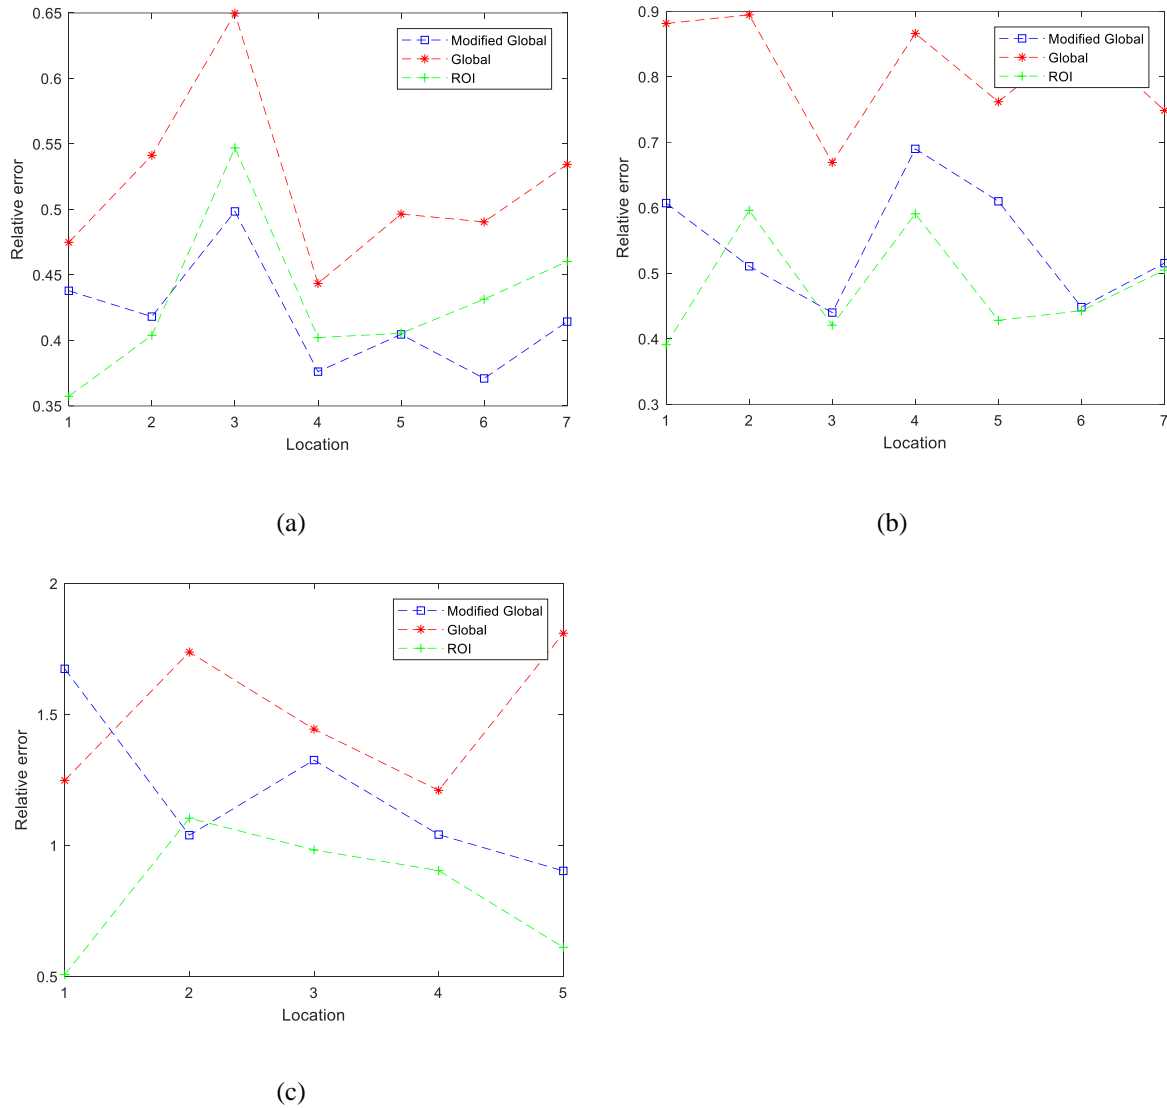 0.65
0.6
0.55
0.5
0.45
0.4
0.35
Relative error
1 2 3 4 5 6 7
Location
Modified Global
Global
ROI
(a)
0.9
0.8
0.7
0.6
0.5
0.4
0.3
Relative error
1 2 3 4 5 6 7
Location
Modified Global
Global
ROI
(b)
2
1.5
1
0.5
Relative error
1 2 3 4 5
Location
Modified Global
Global
ROI
(c)